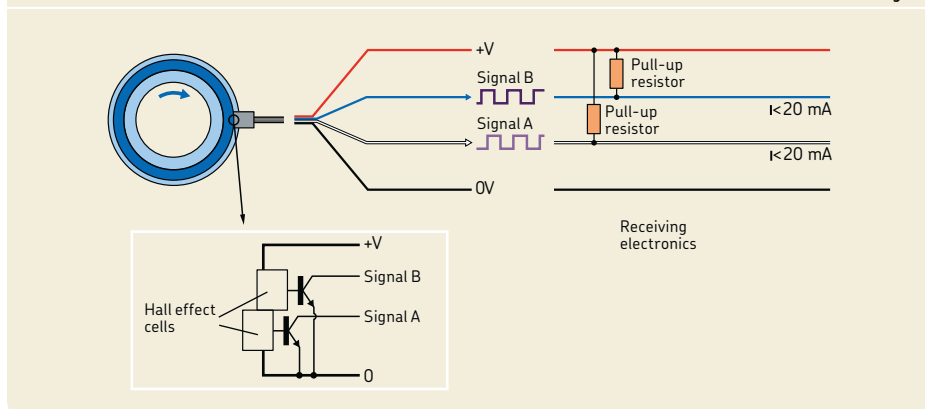 +V
Signal B
Pull-up
resistor
I<20 mA
Signal A
Pull-up
resistor
I<20 mA
0V
Receiving
electronics
+V
Signal B
Hall effect
cells
Signal A
0